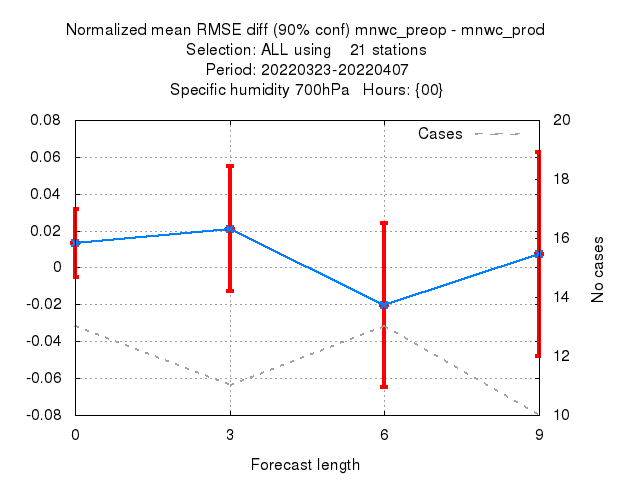 Normalized mean RMSE diff (90% conf) mnwc_preop - mnwc_prod
Selection: ALL using    21 stations
Period: 20220323-20220407
Specific humidity 700hPa   Hours: {00}
Cases
0.08
0.06
0.04
0.02
0
-0.02
-0.04
-0.06
-0.08
20
18
16
14
12
10
No cases
0 3 6 9
Forecast length